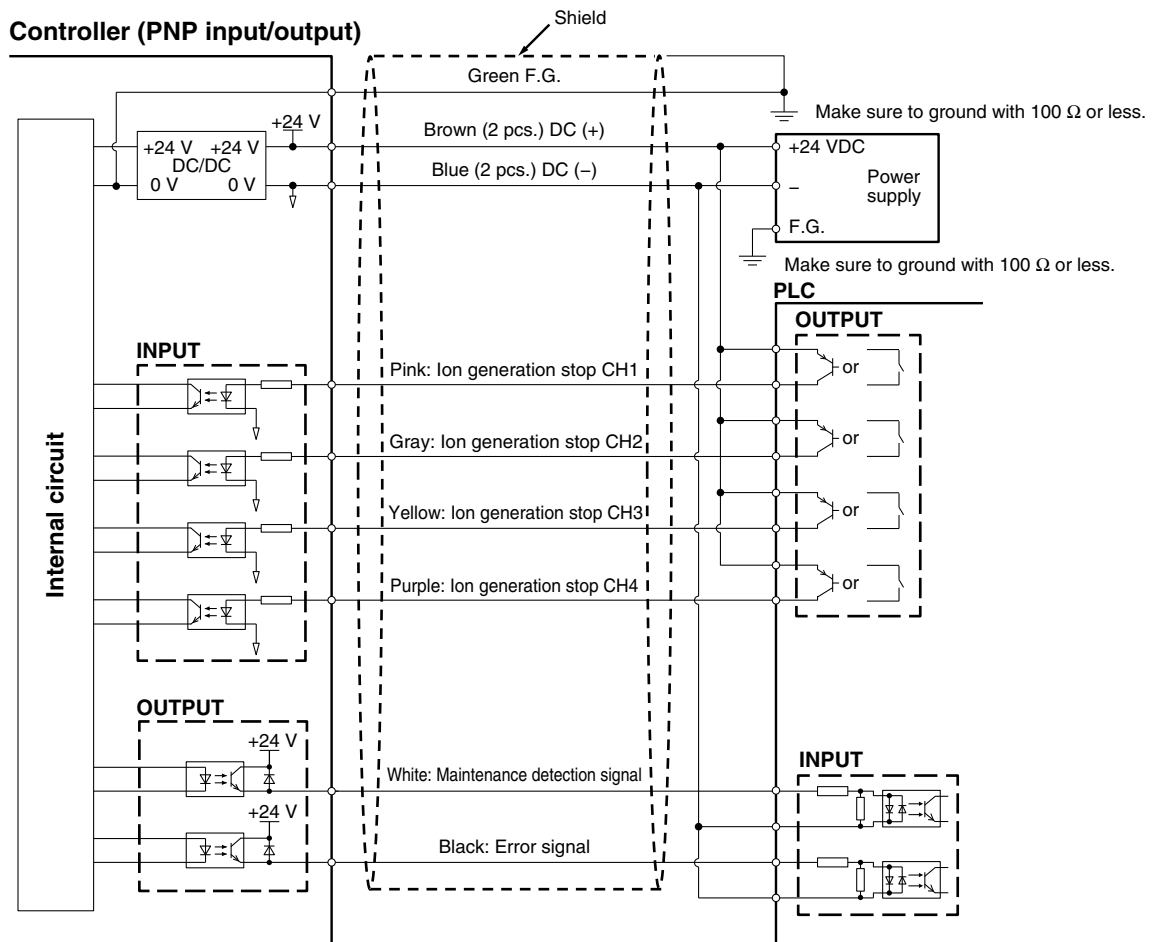 Shield
Controller (PNP input/output)
Green F.G.
Make sure to ground with 100 Ω or less.
+24 V
Brown (2 pcs.) DC (+)
+24 VDC
+24 V +24 V
DC/DC
0 V 0 V
Blue (2 pcs.) DC (−)
−
Power
supply
F.G.
Make sure to ground with 100 Ω or less.
PLC
OUTPUT
INPUT
Pink: Ion generation stop CH1
or
Gray: Ion generation stop CH2
or
Internal circuit
Yellow: Ion generation stop CH3
or
Purple: Ion generation stop CH4
or
OUTPUT
+24 V
White: Maintenance detection signal
INPUT
+24 V
Black: Error signal